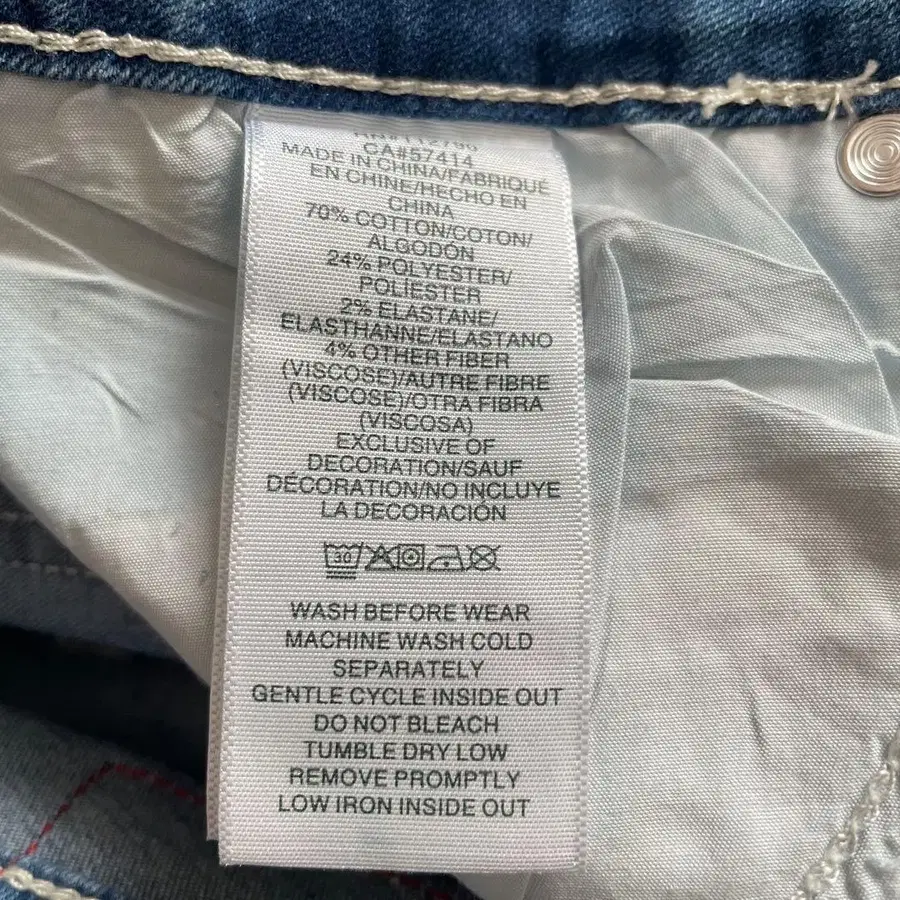 CA#57414
MADE IN CHINA/FABRIQUÉ
EN CHINE/HECHO EN
CHINA
70% COTTON/COTON/
ALGODÓN
24% POLYESTER/
POLIÉSTER
2% ELASTANE/
ÉLASTHANNE/ELASTANO
4% OTHER FIBER
(VISCOSE)/AUTRE FIBRE
(VISCOSE)/OTRA FIBRA
(VISCOSA)
EXCLUSIVE OF
DECORATION/SAUF
DÉCORATION/NO INCLUYE
LA DECORACIÓN
30
WASH BEFORE WEAR
MACHINE WASH COLD
SEPARATELY
GENTLE CYCLE INSIDE OUT
DO NOT BLEACH
TUMBLE DRY LOW
REMOVE PROMPTLY
LOW IRON INSIDE OUT